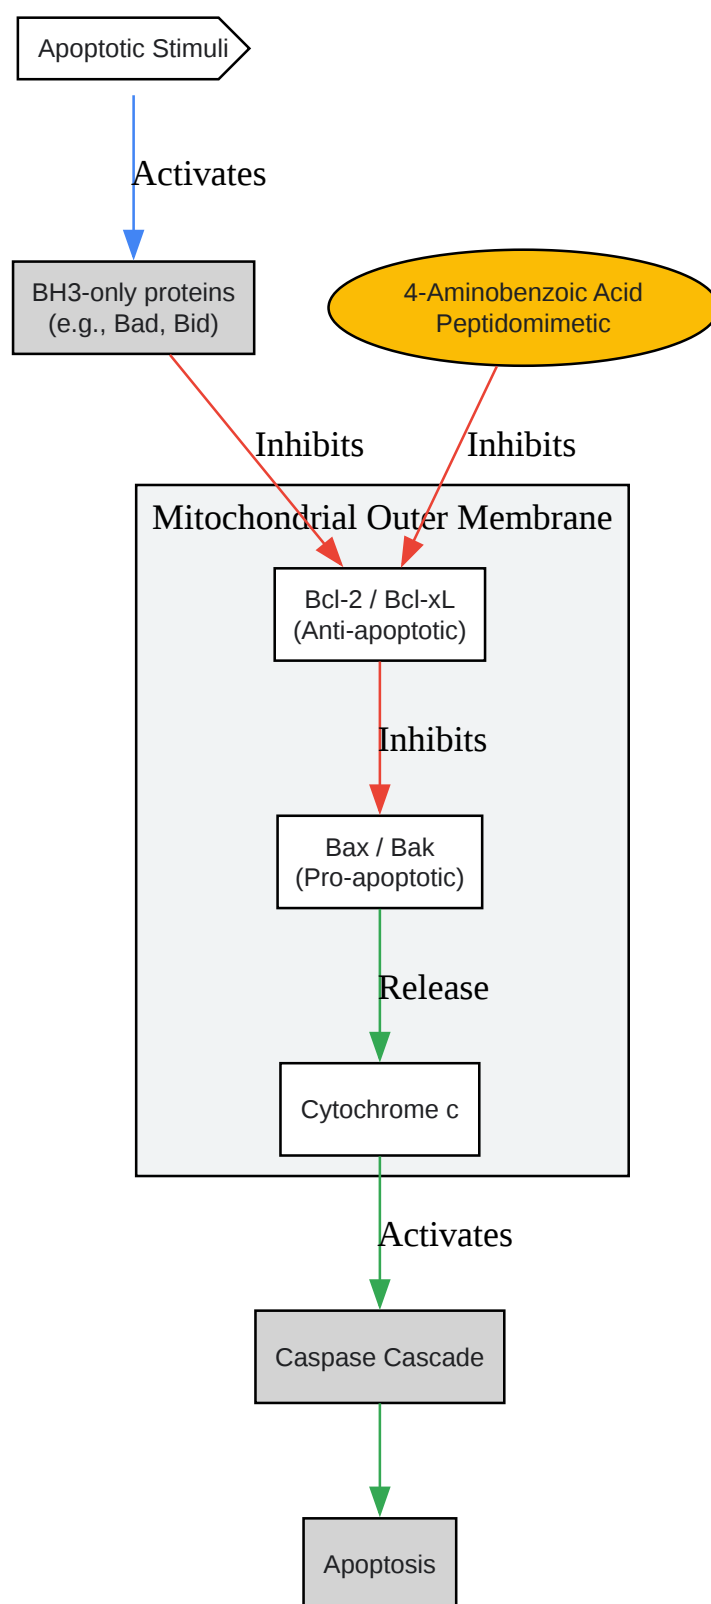 Apoptotic Stimuli
Activates
BH3-only proteins
(e.g., Bad, Bid)
4-Aminobenzoic Acid
Peptidomimetic
Inhibits
Inhibits
Mitochondrial Outer Membrane
Bcl-2 / Bcl-xL
(Anti-apoptotic)
Inhibits
Bax / Bak
(Pro-apoptotic)
Release
Cytochrome c
Activates
Caspase Cascade
Apoptosis